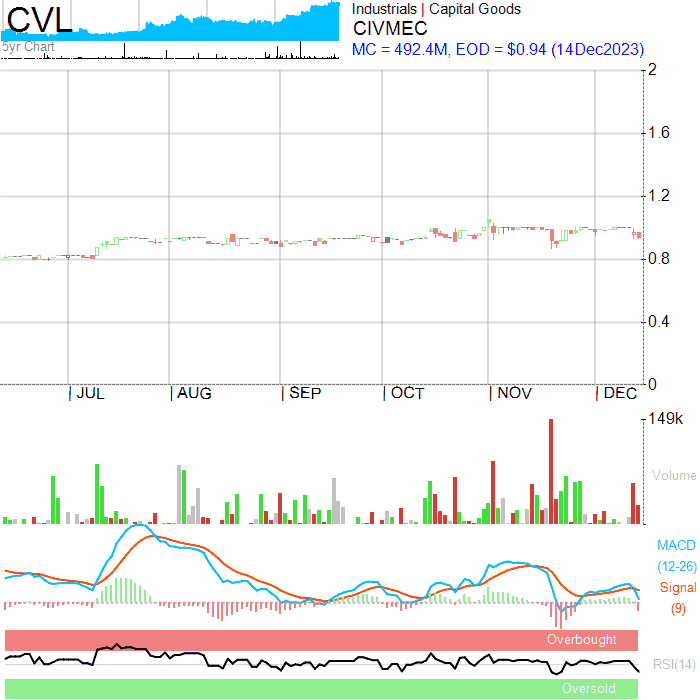 CVL
5yr Chart
Industrials | Capital Goods
CIVMEC
MC = 492.4M, EOD = $0.94 (14Dec2023)
2
1.6
1.2
0.8
0.4
0
| JUL | AUG | SEP | OCT | NOV | DEC
149k
Volume
MACD
(12-26)
Signal
(9)
Overbought
RSI(14)
Oversold